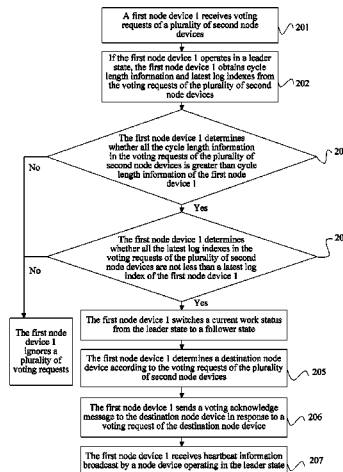 A first node device 1 receives voting
requests of a plurality of second node
devices
201
If the first node device 1 operates in a leader
state, the first node device 1 obtains cycle
length information and latest log indexes from
the voting requests of the plurality of second
node devices
202
The first node device 1 determines
whether all the cycle length information
in the voting requests of the plurality of
second node devices is greater than cycle
length information of the first node
device 1
20
No
Yes
The first node device 1 determines
whether all the latest log indexes in the
voting requests of the plurality of second
node devices are not less than a latest log
index of the first node device 1
20
No
Yes
The first node
device 1
ignores a
plurality of
voting requests
The first node device 1 switches a current work status
from the leader state to a follower state
The first node device 1 determines a destination node
device according to the voting requests of the plurality
of second node devices
205
The first node device 1 sends a voting acknowledge
message to the destination node device in response to a
voting request of the destination node device
206
The first node device 1 receives heartbeat information
broadcast by a node device operating in the leader state
207